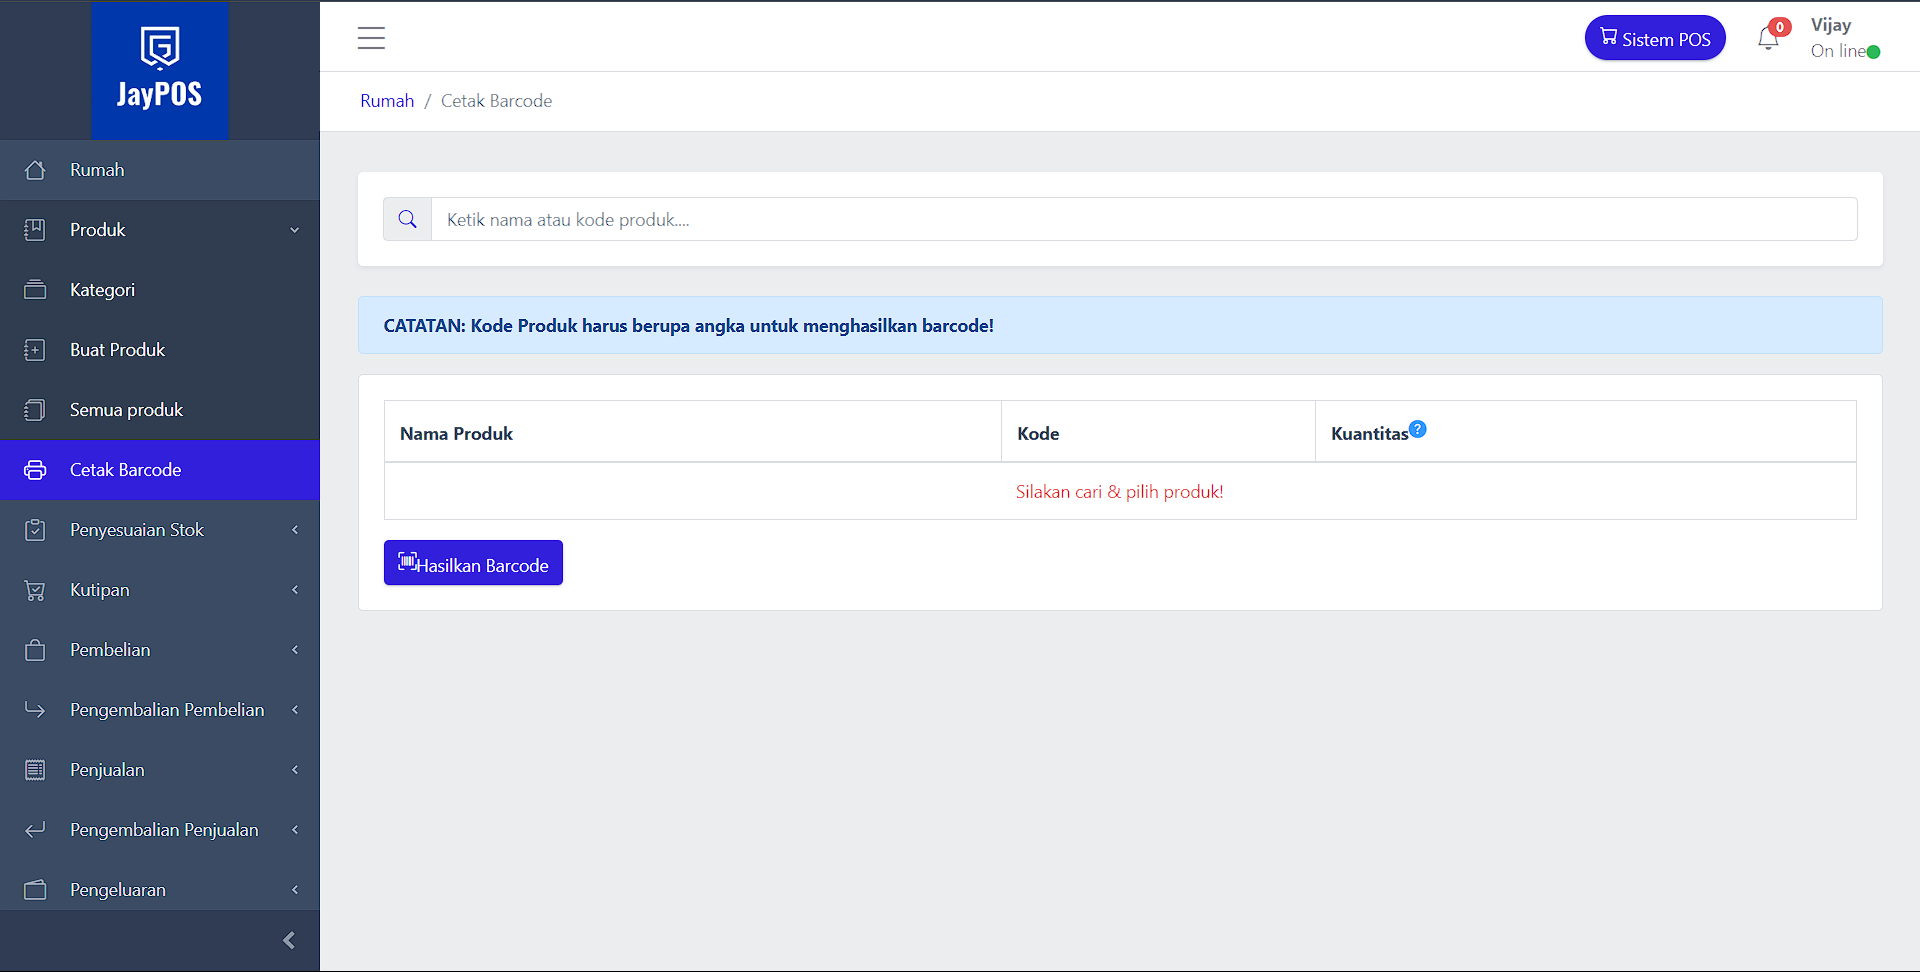 JayPOS
Sistem POS
0
Vijay
On line
Rumah / Cetak Barcode
Rumah
Produk
Kategori
Buat Produk
Semua produk
Cetak Barcode
Penyesuaian Stok
Kutipan
Pembelian
Pengembalian Pembelian
Penjualan
Pengembalian Penjualan
Pengeluaran
Ketik nama atau kode produk....
CATATAN: Kode Produk harus berupa angka untuk menghasilkan barcode!
Nama Produk Kode Kuantitas ?
Silakan cari & pilih produk!
Hasilkan Barcode